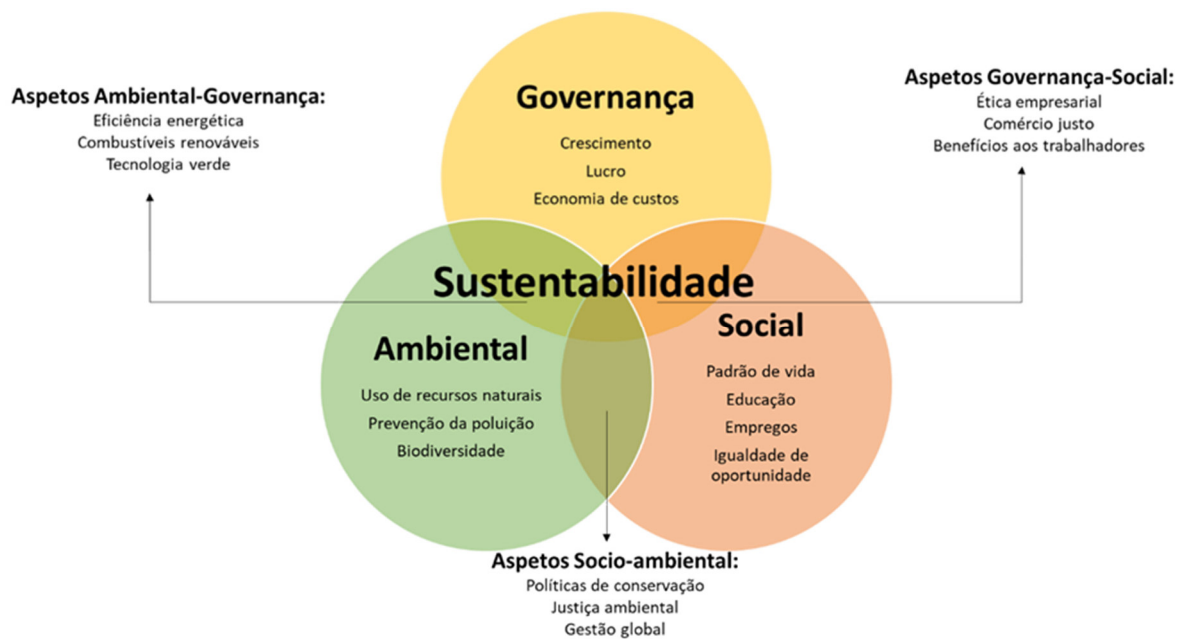 Governança
Crescimento
Lucro
Economia de custos
Aspetos Ambiental-Governança:
Eficiência energética
Combustíveis renováveis
Tecnologia verde
Aspetos Governança-Social:
Ética empresarial
Comércio justo
Benefícios aos trabalhadores
Sustentabilidade
Ambiental
Uso de recursos naturais
Prevenção da poluição
Biodiversidade
Social
Padrão de vida
Educação
Empregos
Igualdade de
oportunidade
Aspetos Socio-ambiental:
Políticas de conservação
Justiça ambiental
Gestão global